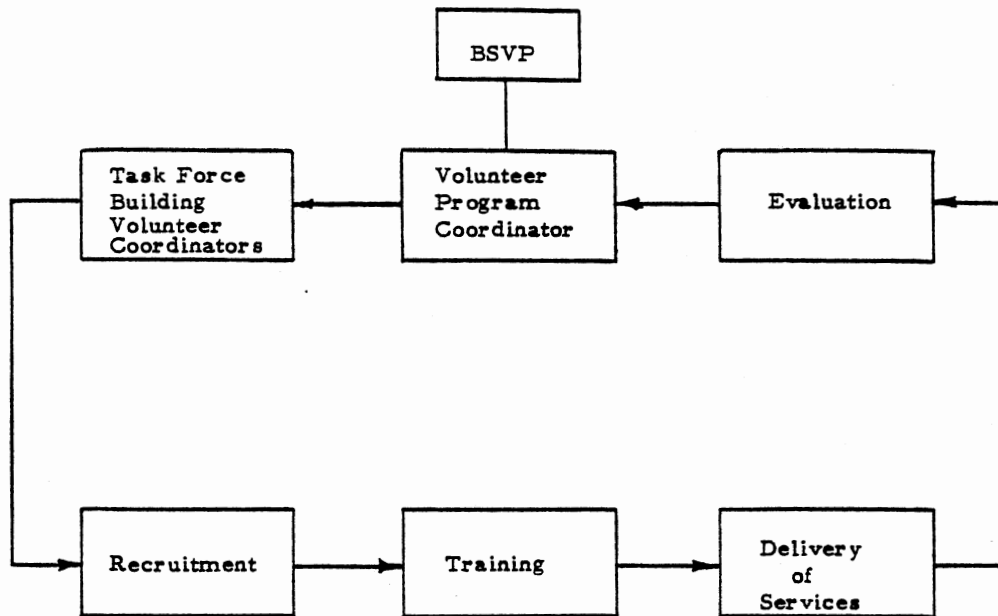 BSVP
Task Force
Building
Volunteer
Coordinators
Volunteer
Program
Coordinator
Evaluation
Recruitment
Training
Delivery
of
Services